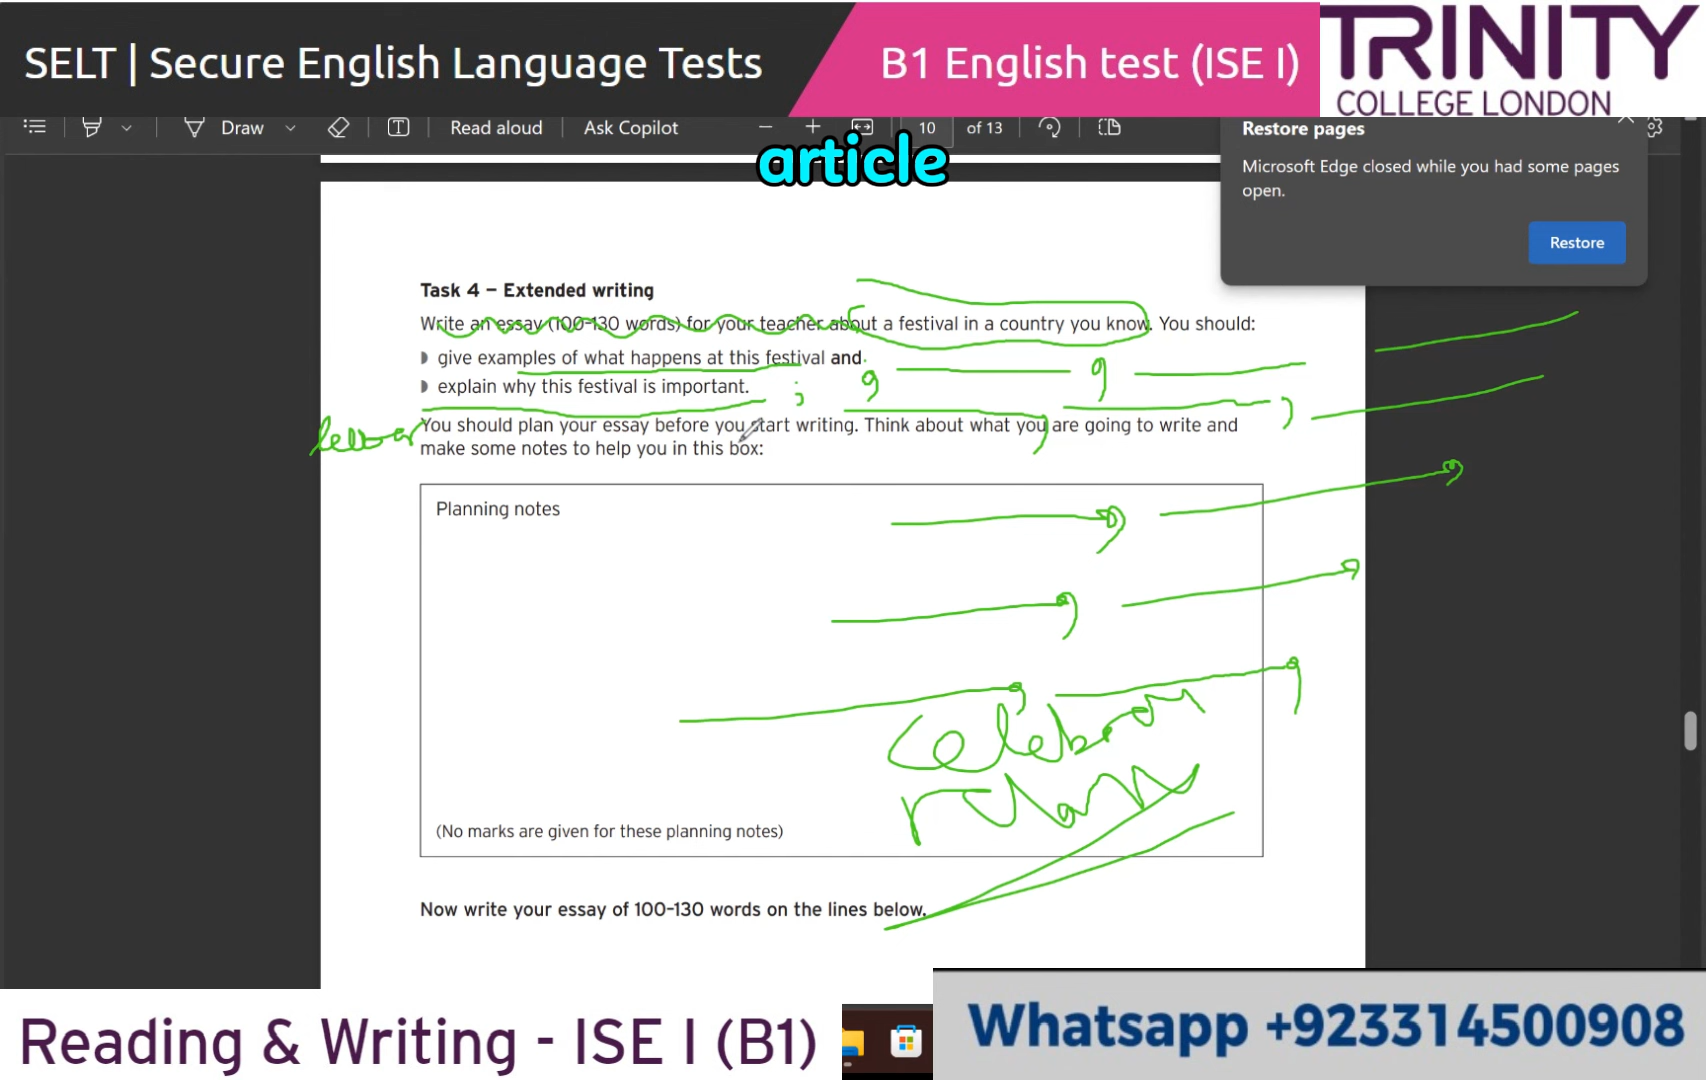 SELT | Secure English Language Tests
B1 English test (ISE I)
TRINITY
COLLEGE LONDON
Draw
Read aloud
Ask Copilot
10 of 13
article
Restore pages
Microsoft Edge closed while you had some pages
open.
Restore
Task 4 – Extended writing
Write an essay (100-130 words) for your teacher about a festival in a country you know. You should:
give examples of what happens at this festival and
explain why this festival is important.
You should plan your essay before you start writing. Think about what you are going to write and
make some notes to help you in this box:
Planning notes
(No marks are given for these planning notes)
Now write your essay of 100-130 words on the lines below.
Reading & Writing - ISE I (B1)
Whatsapp +923314500908